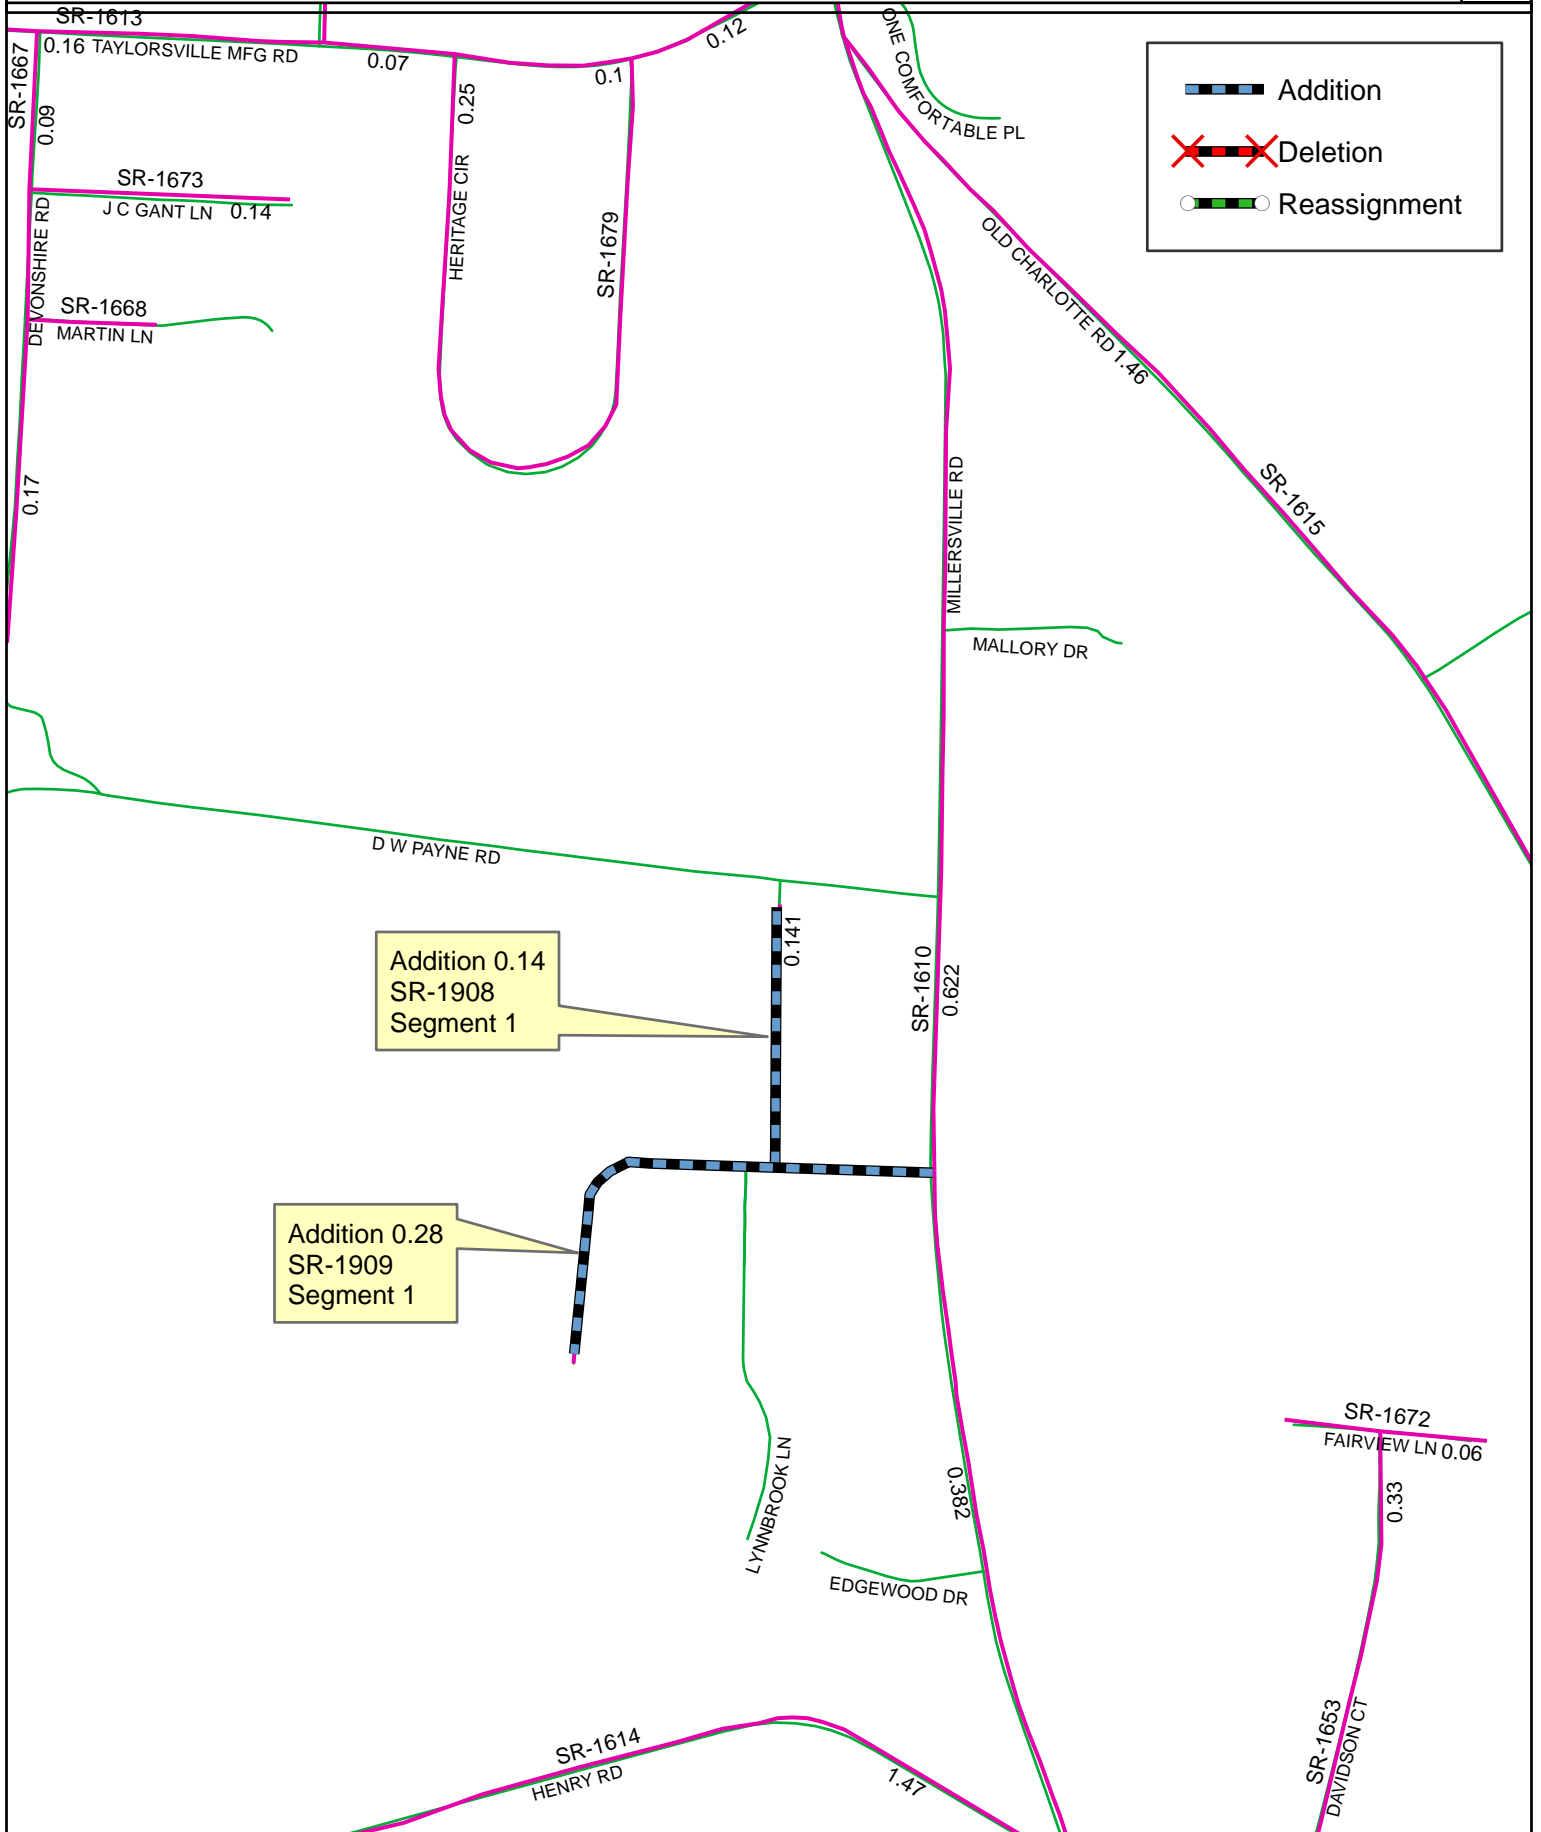 SR-1613
0.16 TAYLORSVILLE MFG RD
0.07
0.1
0.12
ONE COMFORTABLE PL
Addition
Deletion
Reassignment
SR-1667
0.09
0.25
HERITAGE CIR
SR-1679
SR-1673
J C GANT LN 0.14
DEVONSHIRE RD
SR-1668
MARTIN LN
0.17
OLD CHARLOTTE RD 1.46
SR-1615
MILLERSVILLE RD
MALLORY DR
D W PAYNE RD
0.141
SR-1610
0.622
Addition 0.14
SR-1908
Segment 1
Addition 0.28
SR-1909
Segment 1
LYNNBROOK LN
0.382
EDGEWOOD DR
SR-1672
FAIRVIEW LN 0.06
0.33
SR-1653
DAVIDSON CT
SR-1614
HENRY RD
1.47